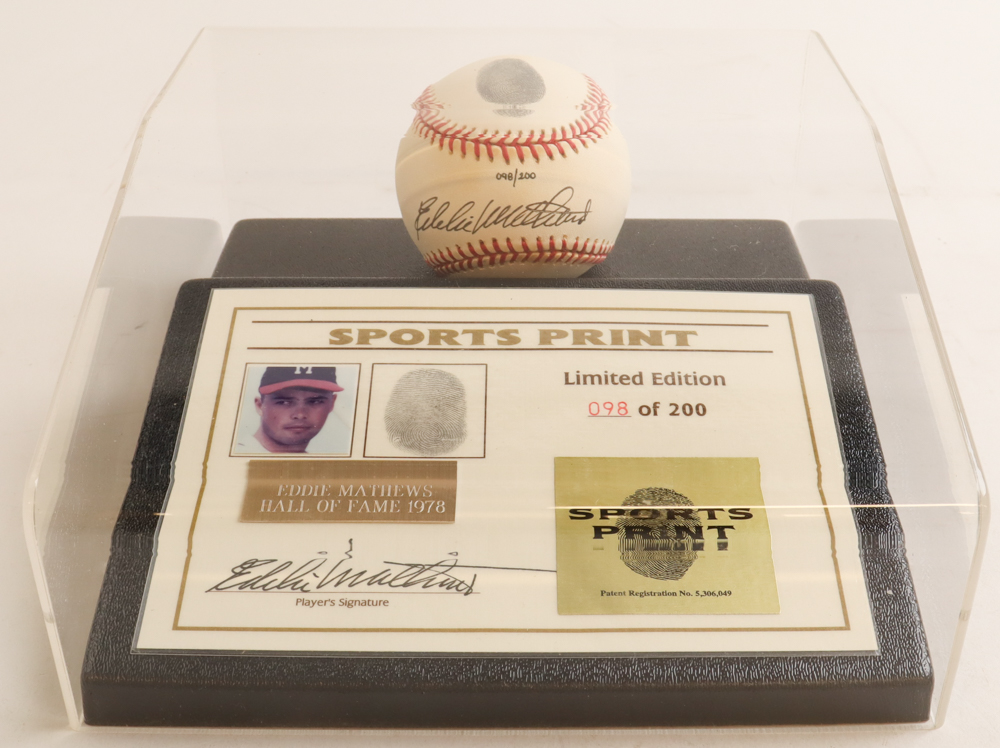 098/200
Eddie Mathews
SPORTS PRINT
M
Limited Edition
098 of 200
EDDIE MATHEWS
HALL OF FAME 1978
SPORTS
PRINT
Patent Registration No. 5,306,049
Eddie Mathews
Player's Signature